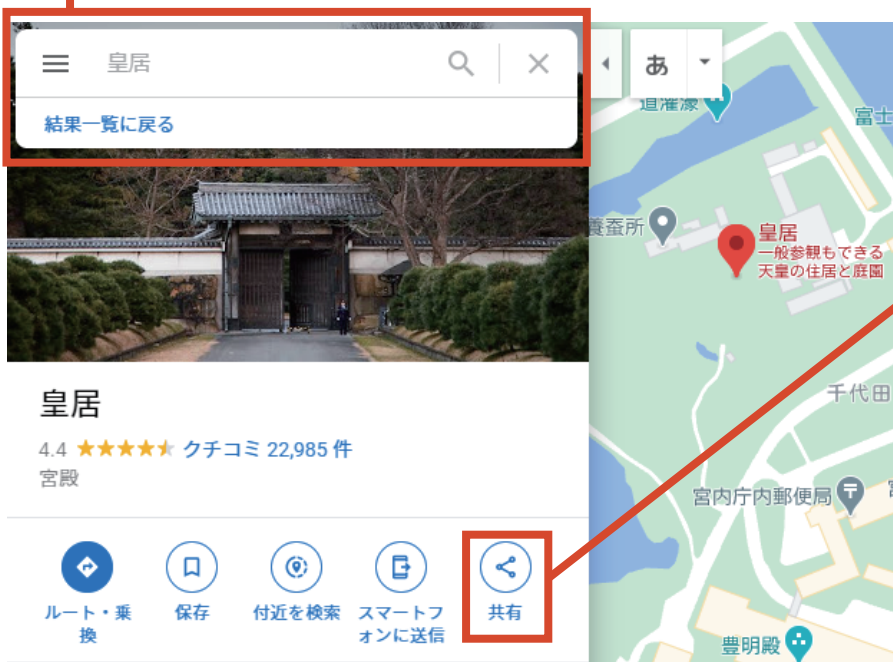 皇居
結果一覧に戻る
皇居
4.4
クチコミ 22,985 件
宮殿
ルート・乗
換
保存
付近を検索
スマートフ
ォンに送信
共有
あ
道灌濠
富士
養蚕所
皇居
一般参観もできる
天皇の住居と庭園
千代田
宮内庁内郵便局
豊明殿